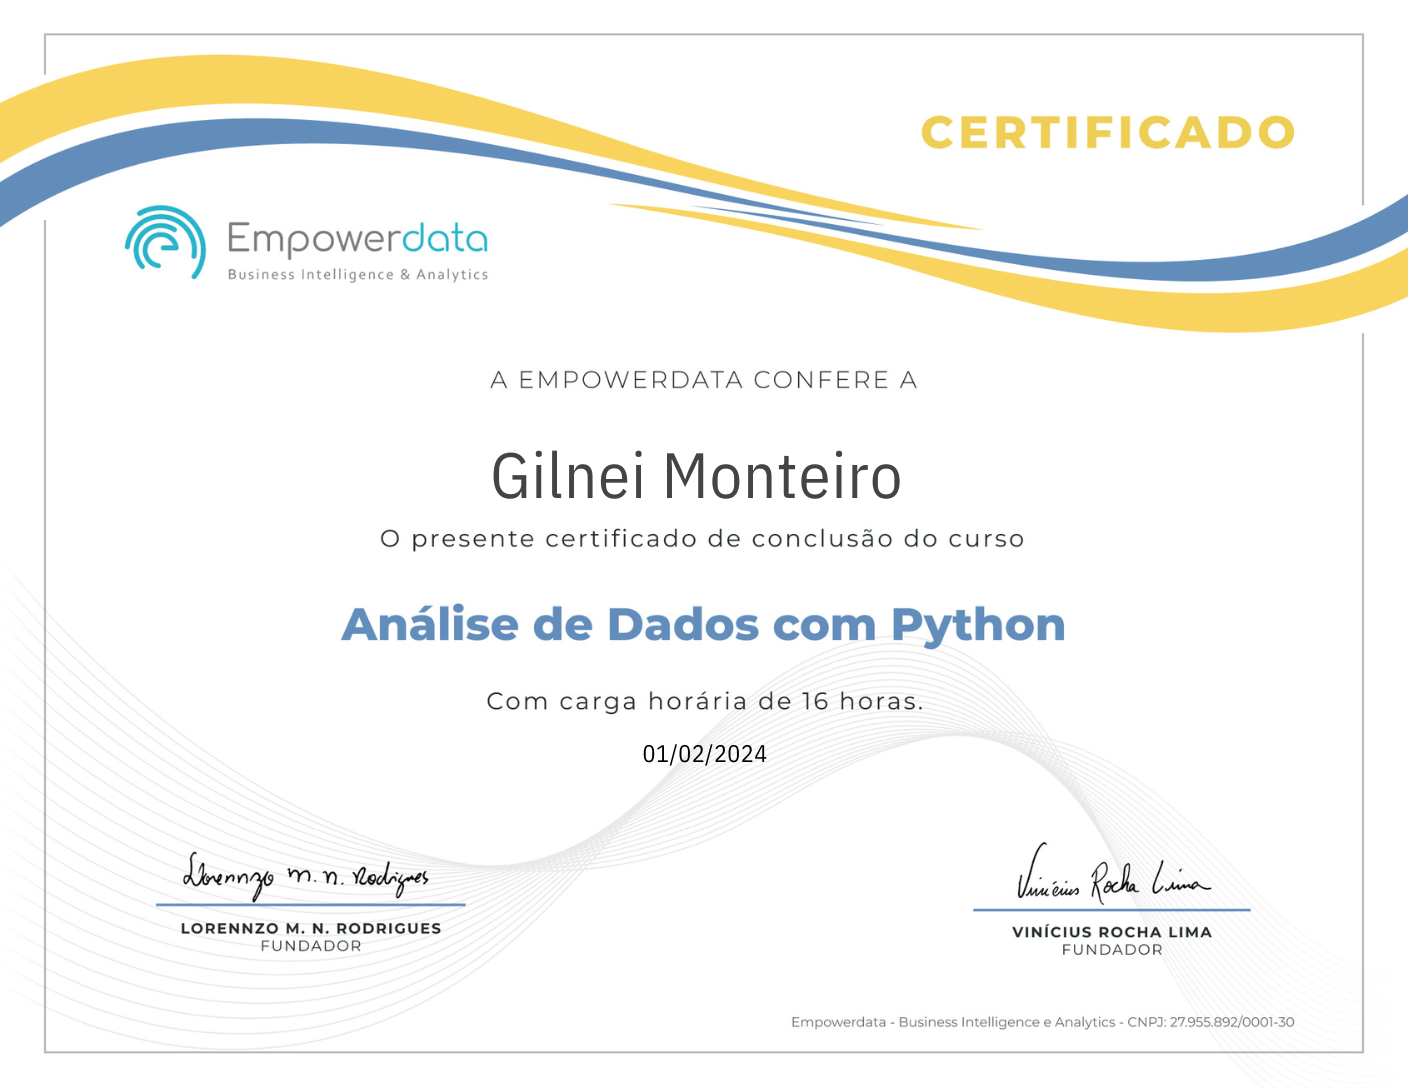 CERTIFICADO
Empowerdata
Business Intelligence & Analytics
A EMPOWERDATA CONFERE A
Gilnei Monteiro
O presente certificado de conclusão do curso
Análise de Dados com Python
Com carga horária de 16 horas.
01/02/2024
Lorennzo M. N. Rodrigues
LORENNZO M. N. RODRIGUES
FUNDADOR
Vinícius Rocha Lima
VINÍCIUS ROCHA LIMA
FUNDADOR
Empowerdata - Business Intelligence e Analytics - CNPJ: 27.955.892/0001-30